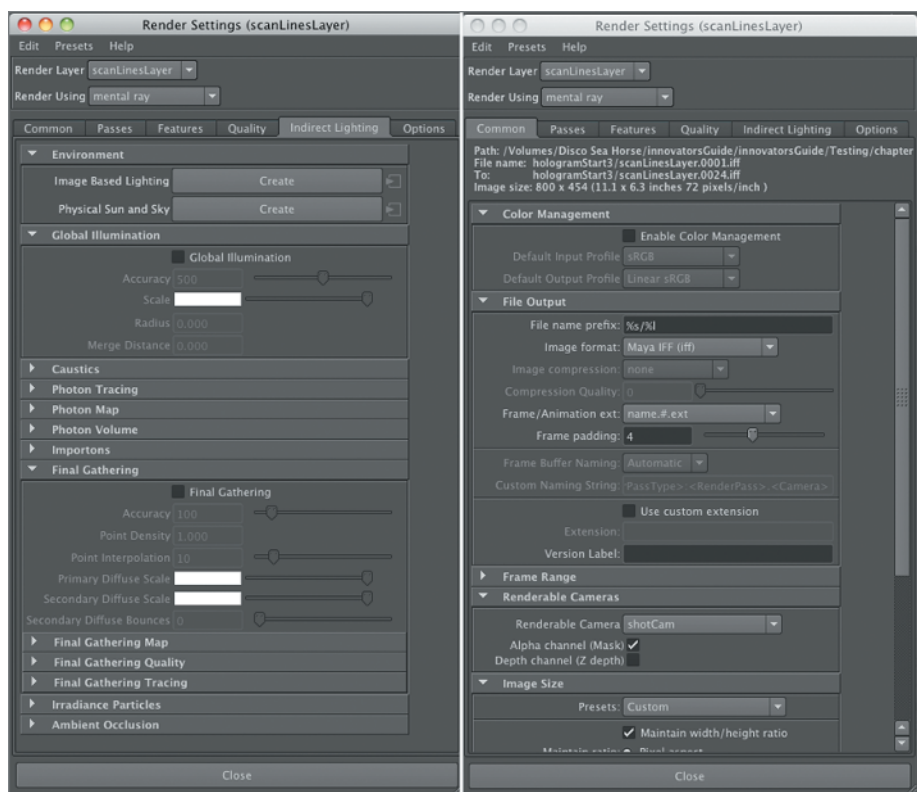 Render Settings (scanLinesLayer)
Edit Presets Help
Render Layer scanLinesLayer
Render Using mental ray
Common Passes Features Quality Indirect Lighting Options
Environment
Image Based Lighting Create
Physical Sun and Sky Create
Global Illumination
Global Illumination
Accuracy 500
Scale
Radius 0.000
Merge Distance 0.000
Caustics
Photon Tracing
Photon Map
Photon Volume
Importons
Final Gathering
Final Gathering
Accuracy 100
Point Density 1.000
Point Interpolation 10
Primary Diffuse Scale
Secondary Diffuse Scale
Secondary Diffuse Bounces 0
Final Gathering Map
Final Gathering Quality
Final Gathering Tracing
Irradiance Particles
Ambient Occlusion
Close
Render Settings (scanLinesLayer)
Edit Presets Help
Render Layer scanLinesLayer
Render Using mental ray
Common Passes Features Quality Indirect Lighting Options
Path: /Volumes/Disco Sea Horse/innovatorsGuide/innovatorsGuide/Testing/chapter
File name: hologramStart3/scanLinesLayer.0001.iff
To: hologramStart3/scanLinesLayer.0024.iff
Image size: 800 x 454 (11.1 x 6.3 inches 72 pixels/inch )
Color Management
Enable Color Management
Default Input Profile sRGB
Default Output Profile Linear sRGB
File Output
File name prefix: %s/%l
Image format: Maya IFF (iff)
Image compression: none
Compression Quality: 0
Frame/Animation ext: name.#.ext
Frame padding: 4
Frame Buffer Naming: Automatic
Custom Naming String: PassType>:<RenderPass>.<Camera>
Use custom extension
Extension:
Version Label:
Frame Range
Renderable Cameras
Renderable Camera shotCam
Alpha channel (Mask)
Depth channel (Z depth)
Image Size
Presets: Custom
Maintain width/height ratio
Maintain ratio: Pixel aspect
Close